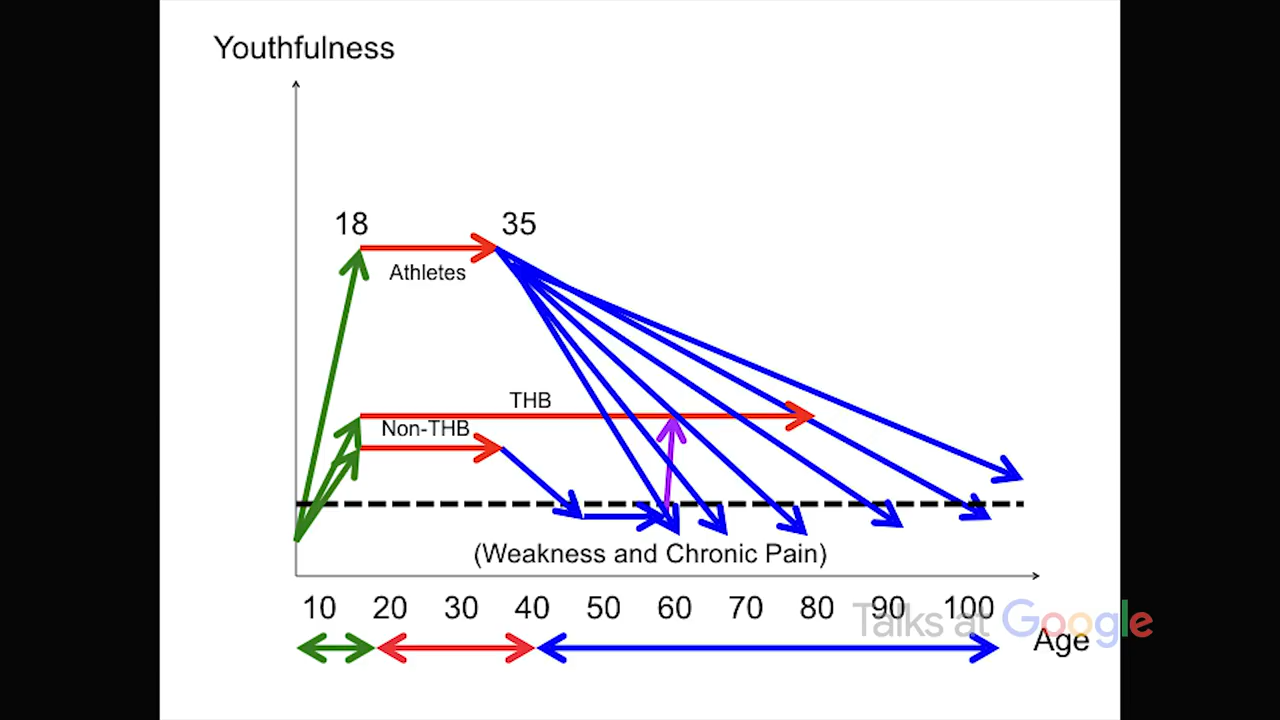 Youthfulness
18
35
Athletes
THB
Non-THB
(Weakness and Chronic Pain)
10 20 30 40 50 60 70 80 90 100
Talks at Google
Age